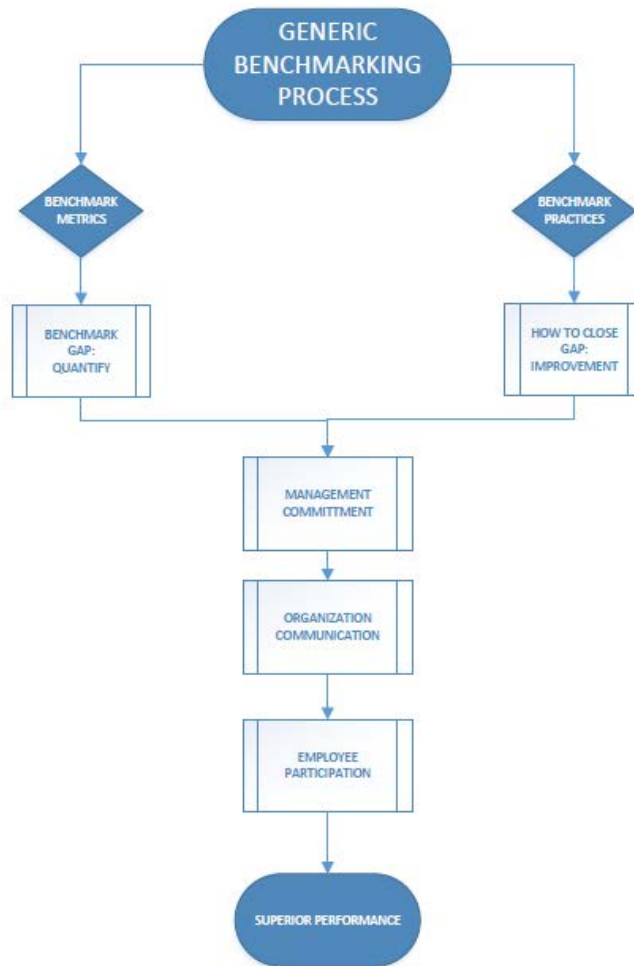 GENERIC
BENCHMARKING
PROCESS
BENCHMARK
METRICS
BENCHMARK
PRACTICES
BENCHMARK
GAP:
QUANTIFY
HOW TO CLOSE
GAP:
IMPROVEMENT
MANAGEMENT
COMMITTMENT
ORGANIZATION
COMMUNICATION
EMPLOYEE
PARTICIPATION
SUPERIOR PERFORMANCE